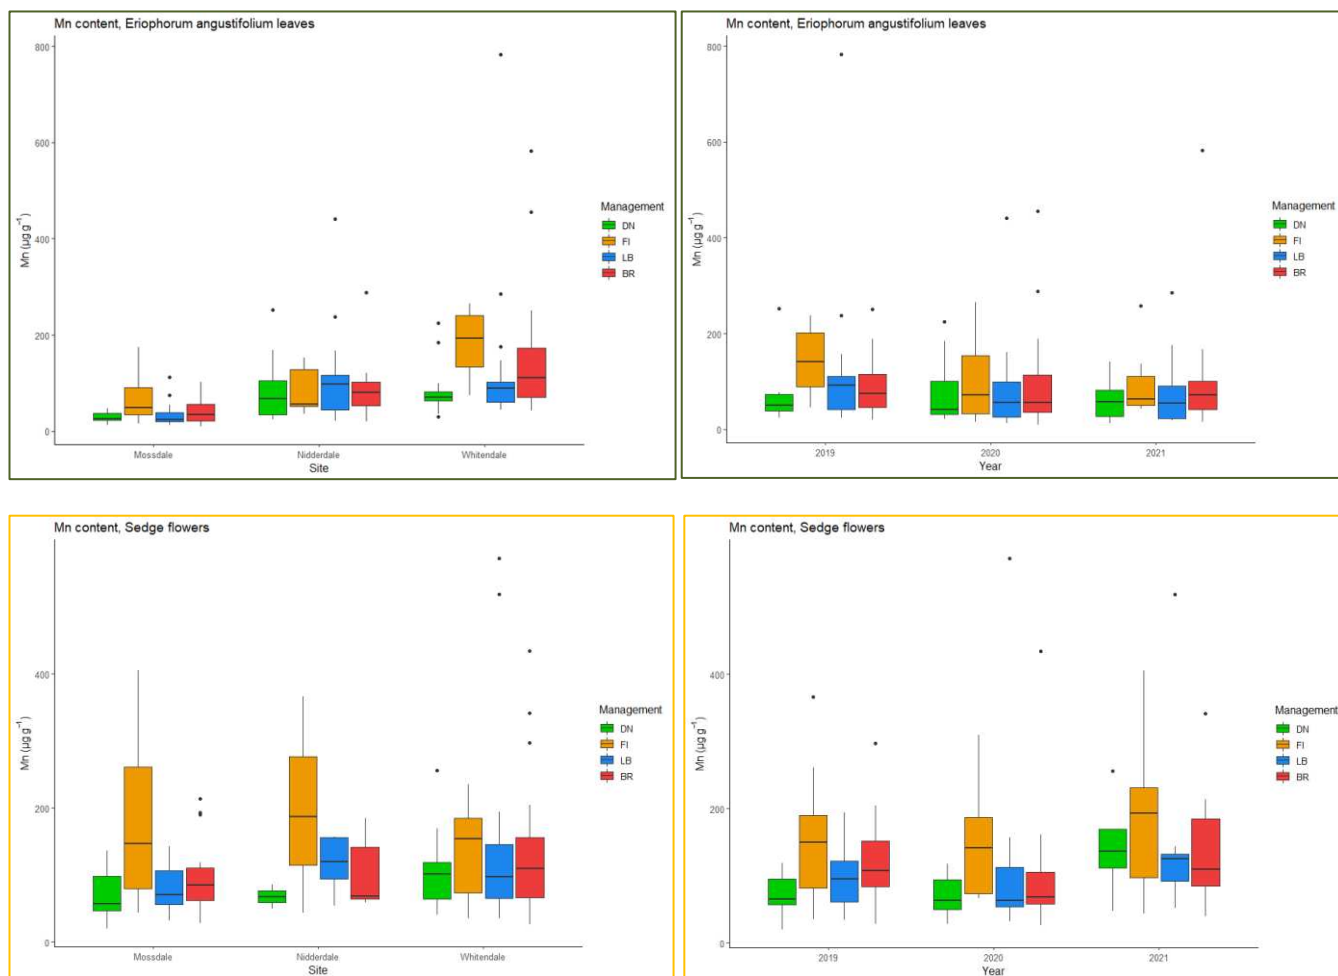 Mn content, Eriophorum angustifolium leaves
800
600
400
200
0
Mn (µg g⁻¹)
Mossdale Nidderdale Whitendale
Site
Management
DN
FI
LB
BR
Mn content, Eriophorum angustifolium leaves
800
600
400
200
0
Mn (µg g⁻¹)
2019 2020 2021
Year
Management
DN
FI
LB
BR
Mn content, Sedge flowers
400
200
0
Mn (µg g⁻¹)
Mossdale Nidderdale Whitendale
Site
Management
DN
FI
LB
BR
Mn content, Sedge flowers
400
200
0
Mn (µg g⁻¹)
2019 2020 2021
Year
Management
DN
FI
LB
BR